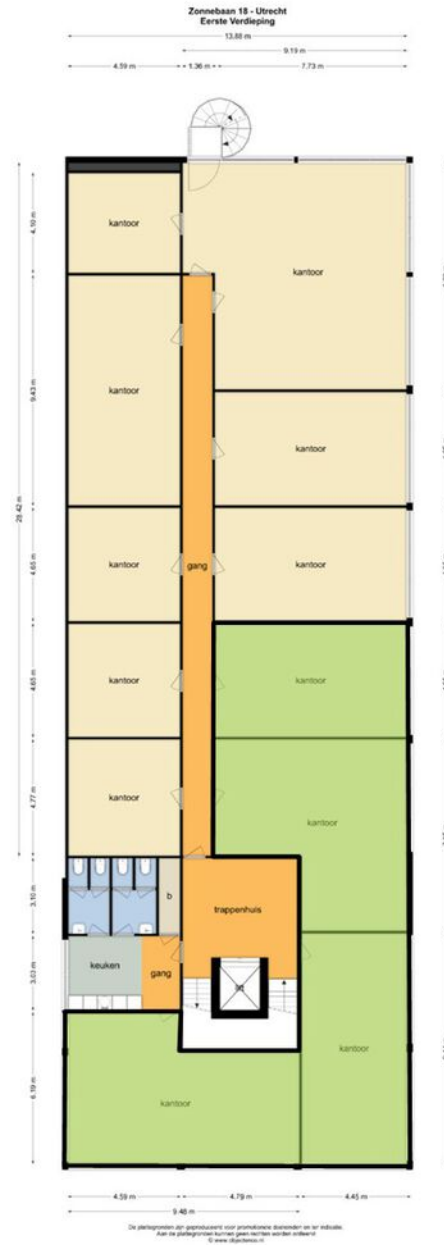 Zonnebaan 18 - Utrecht
Eerste Verdieping
13.88 m
9.19 m
4.59 m
1.36 m
7.73 m
4.10 m
kantoor
kantoor
9.43 m
kantoor
28.42 m
kantoor
4.65 m
kantoor
gang
kantoor
4.65 m
kantoor
kantoor
4.77 m
kantoor
kantoor
3.10 m
b
trappenhuis
3.03 m
keuken
gang
lift
6.19 m
kantoor
kantoor
4.59 m
4.79 m
4.45 m
9.48 m
De plattegronden zijn geproduceerd voor promotionele doeleinden en ter indicatie.
Aan de plattegronden kunnen geen rechten worden ontleend
© www.objectenco.nl